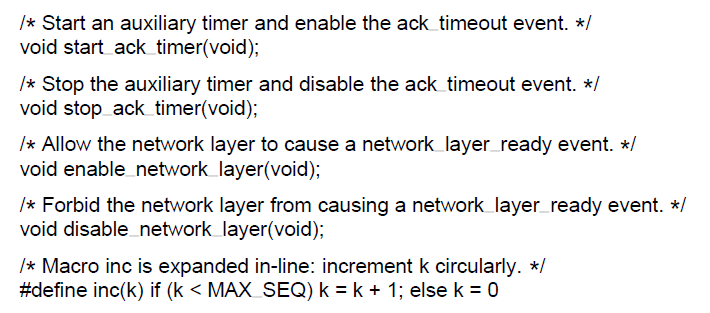 /* Start an auxiliary timer and enable the ack_timeout event. */
void start_ack_timer(void);
/* Stop the auxiliary timer and disable the ack_timeout event. */
void stop_ack_timer(void);
/* Allow the network layer to cause a network_layer_ready event. */
void enable_network_layer(void);
/* Forbid the network layer from causing a network_layer_ready event. */
void disable_network_layer(void);
/* Macro inc is expanded in-line: increment k circularly. */
#define inc(k) if (k < MAX_SEQ) k = k + 1; else k = 0